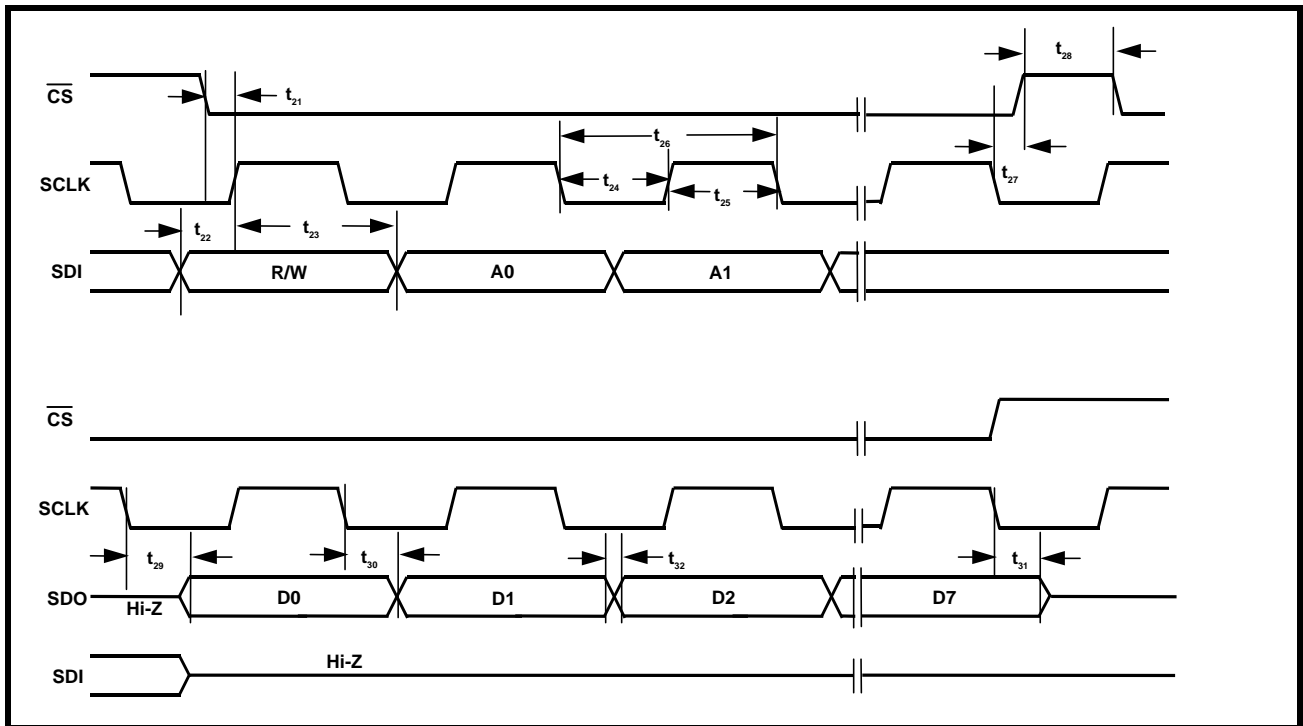 t28
CS
t21
t26
SCLK
t24
t25
t27
t22
t23
SDI
R/W
A0
A1
CS
SCLK
t29
t30
t32
t31
SDO
Hi-Z
D0
D1
D2
D7
SDI
Hi-Z